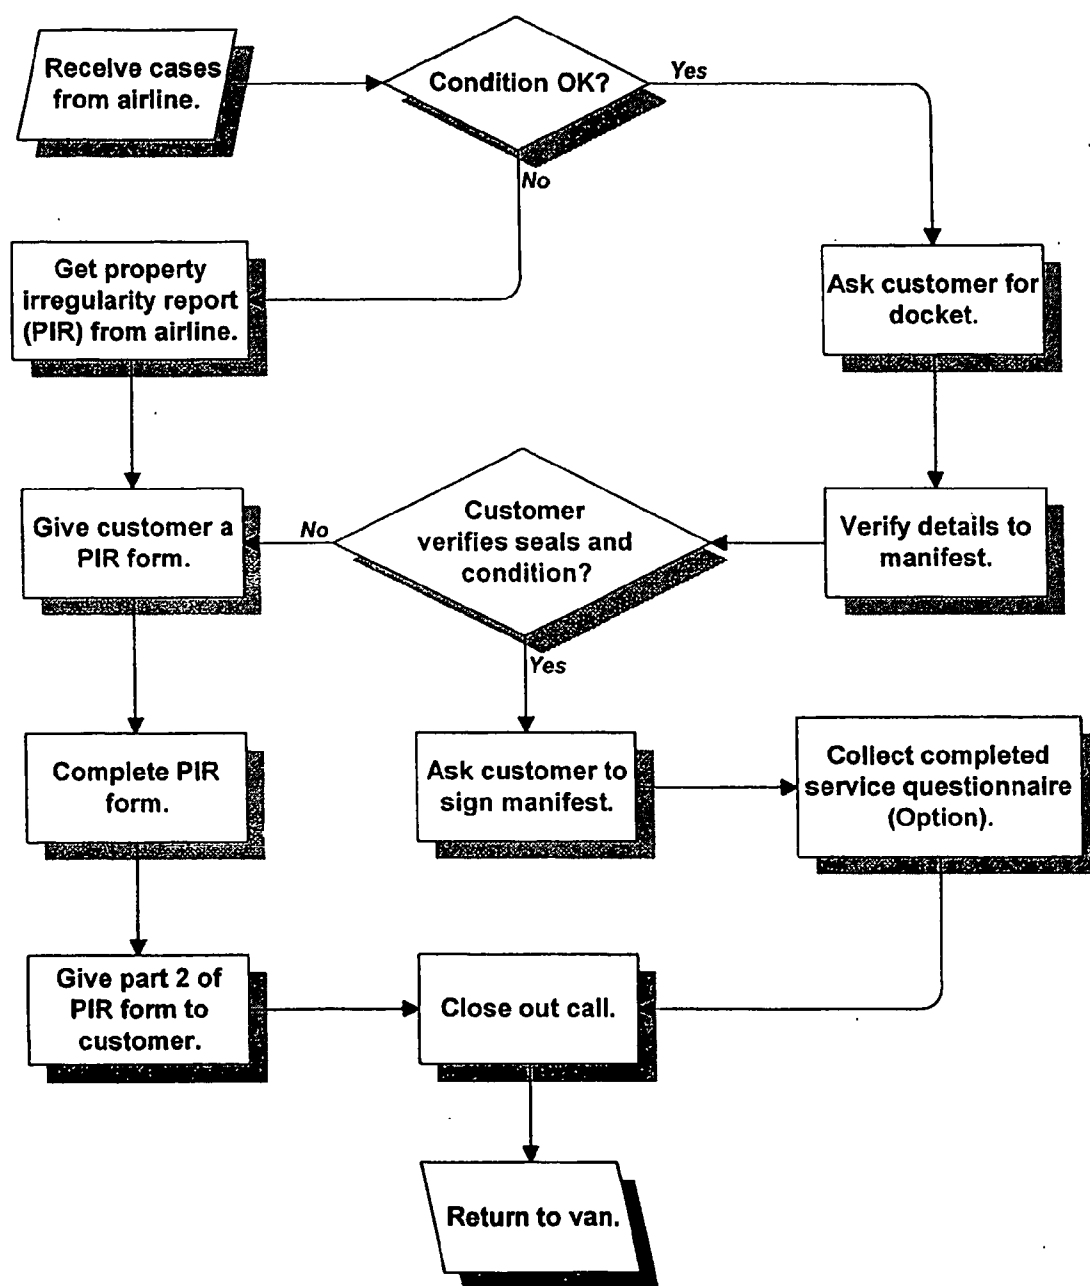 Receive cases
from airline.
Condition OK?
Yes
No
Get property
irregularity report
(PIR) from airline.
Ask customer for
docket.
Give customer a
PIR form.
No
Customer
verifies seals and
condition?
Verify details to
manifest.
Yes
Complete PIR
form.
Ask customer to
sign manifest.
Collect completed
service questionnaire
(Option).
Give part 2 of
PIR form to
customer.
Close out call.
Return to van.